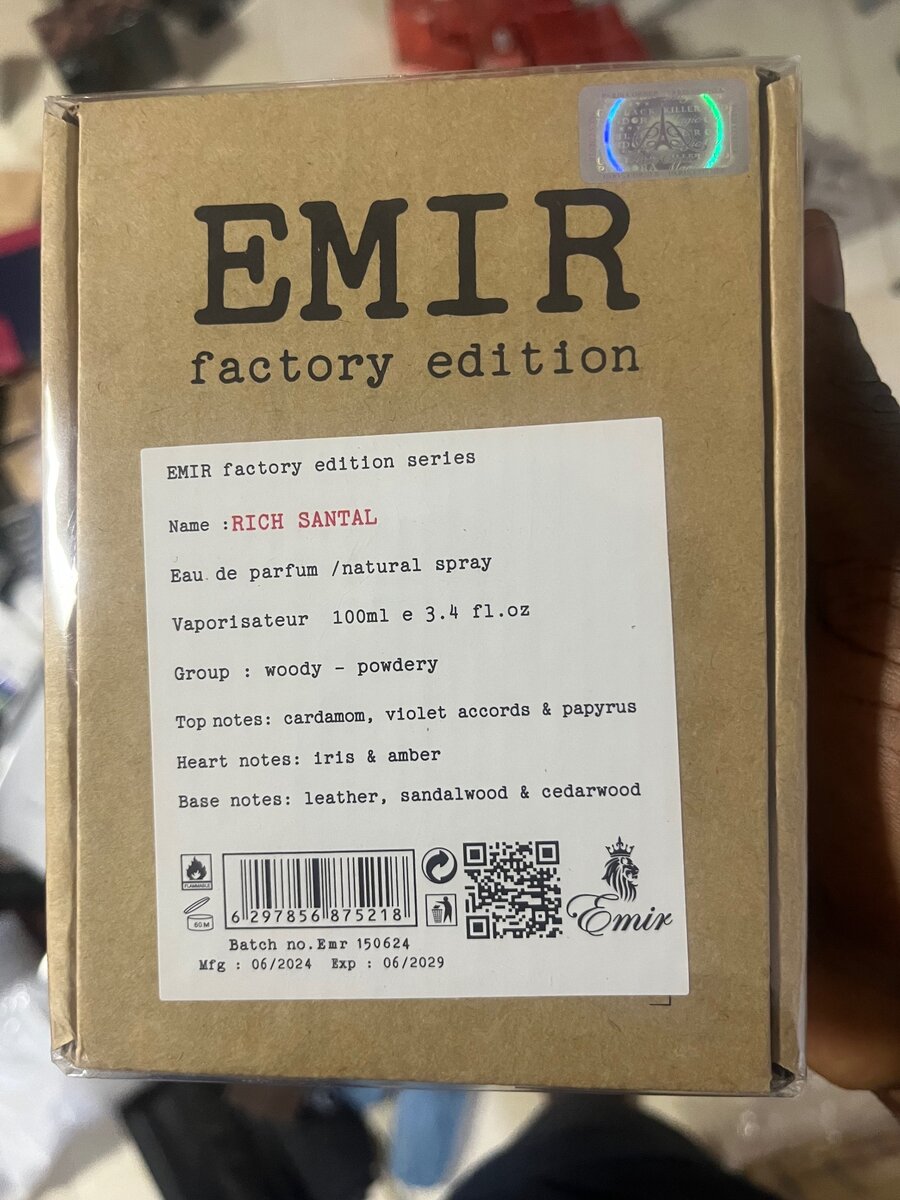 EMIR
factory edition
EMIR factory edition series
Name :RICH SANTAL
Eau de parfum /natural spray
Vaporisateur 100ml e 3.4 fl.oz
Group : woody - powdery
Top notes: cardamom, violet accords & papyrus
Heart notes: iris & amber
Base notes: leather, sandalwood & cedarwood
FLAMMABLE
60 M
6 297856 875218
Emir
Batch no.Emr 150624
Mfg : 06/2024 Exp : 06/2029